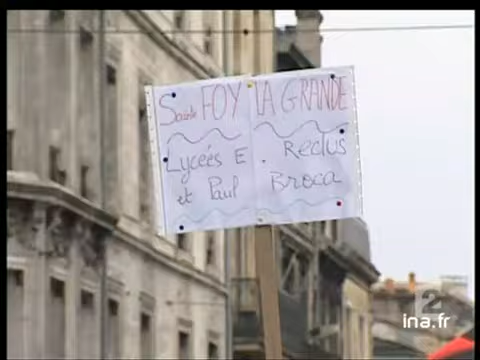 Sainte FOY LA GRANDE
Lycées E. Reclus
et Paul Broca
2
ina.fr